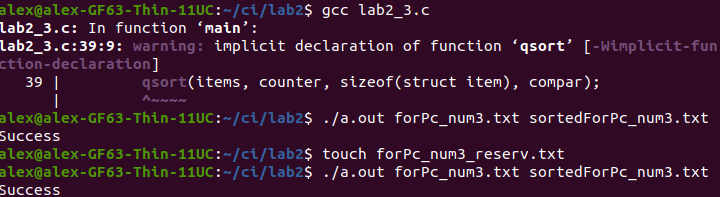 alex@alex-GF63-Thin-11UC:~/ci/lab2$ gcc lab2_3.c
lab2_3.c: In function ‘main’:
lab2_3.c:39:9: warning: implicit declaration of function ‘qsort’ [-Wimplicit-fun
ction-declaration]
   39 |         qsort(items, counter, sizeof(struct item), compar);
      |         ^~~~~
alex@alex-GF63-Thin-11UC:~/ci/lab2$ ./a.out forPc_num3.txt sortedForPc_num3.txt
Success
alex@alex-GF63-Thin-11UC:~/ci/lab2$ touch forPc_num3_reserv.txt
alex@alex-GF63-Thin-11UC:~/ci/lab2$ ./a.out forPc_num3.txt sortedForPc_num3.txt
Success